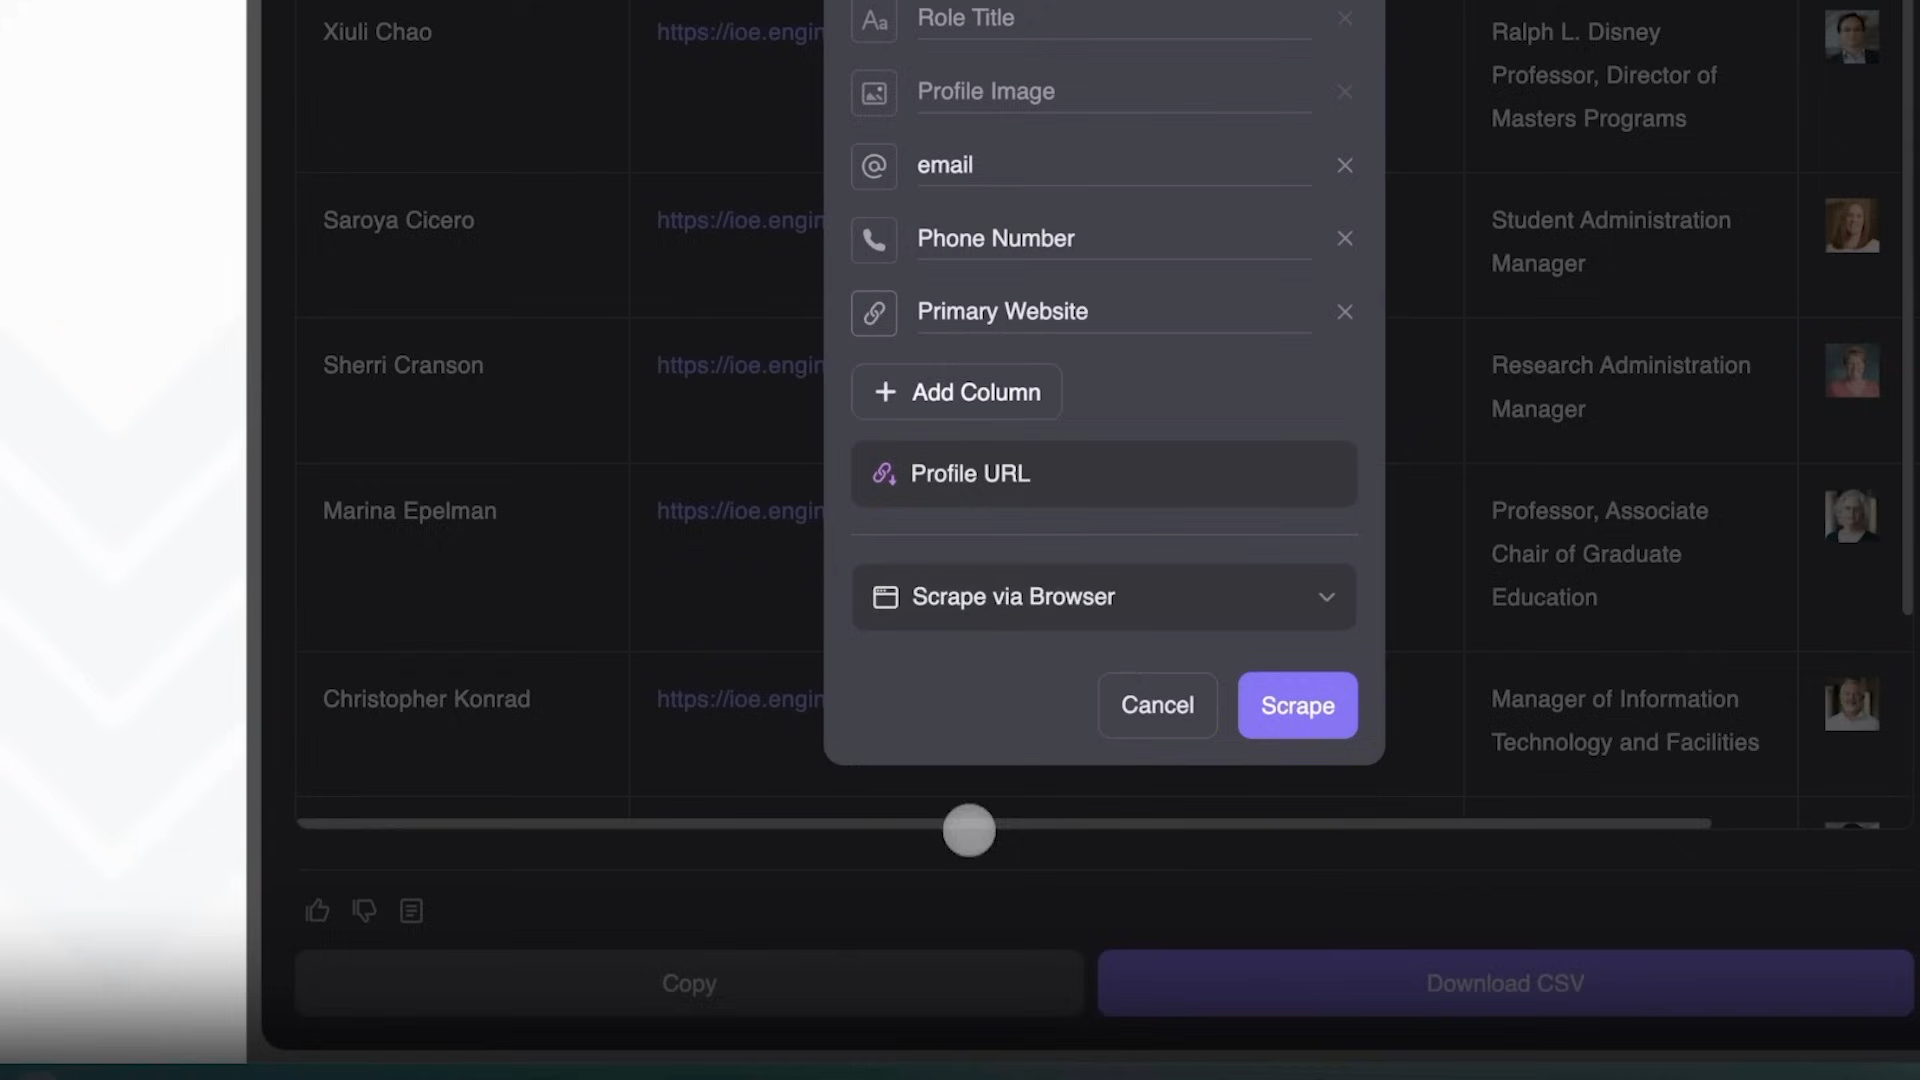 Xiuli Chao
https://ioe.engin
Ralph L. Disney
Professor, Director of
Masters Programs
Saroya Cicero
https://ioe.engin
Student Administration
Manager
Sherri Cranson
https://ioe.engin
Research Administration
Manager
Marina Epelman
https://ioe.engin
Professor, Associate
Chair of Graduate
Education
Christopher Konrad
https://ioe.engin
Manager of Information
Technology and Facilities
Aa Role Title
Profile Image
@ email
Phone Number
Primary Website
+ Add Column
Profile URL
Scrape via Browser
Cancel
Scrape
Copy
Download CSV